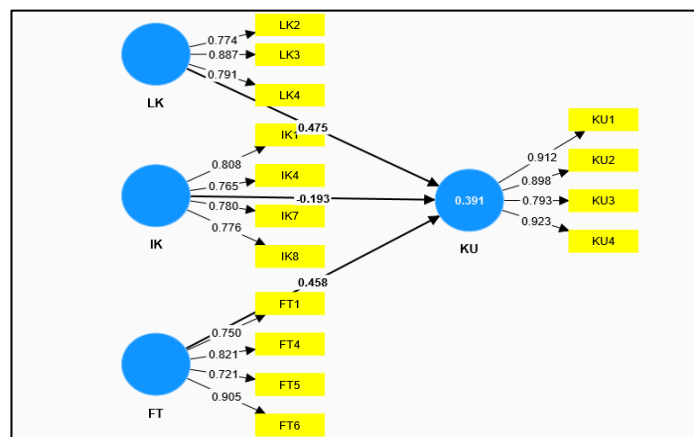 LK2
0.774
LK3
0.887
0.791
LK4
LK
0.475
IK1
0.808
IK4
0.765
-0.193
0.780
IK7
0.776
IK8
IK
KU1
0.912
KU2
0.898
0.391
0.793
KU3
0.923
KU4
KU
0.458
FT1
0.750
FT4
0.821
0.721
FT5
0.905
FT6
FT